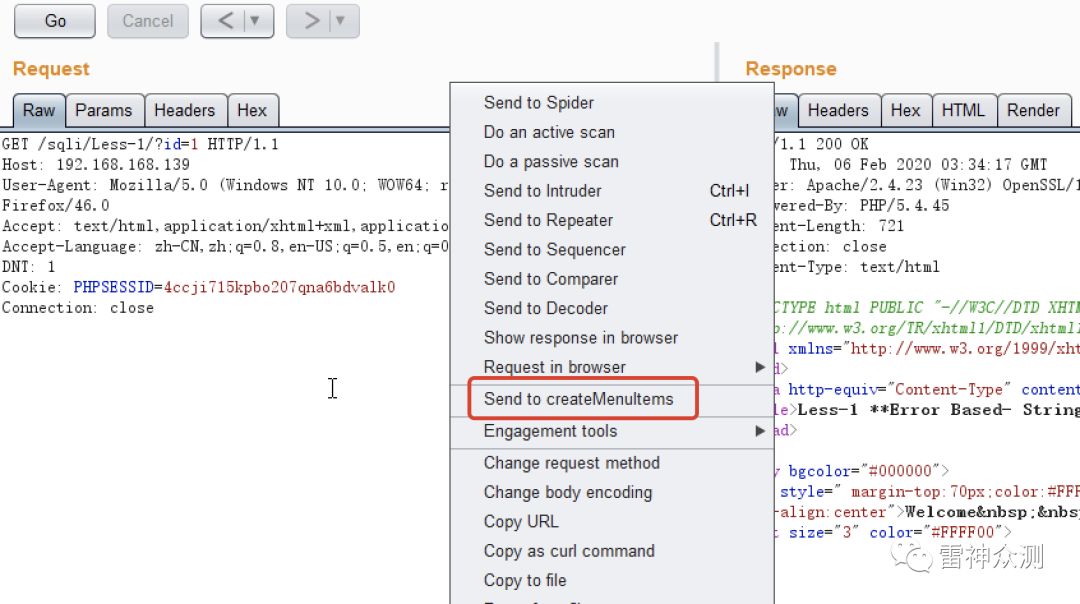 Go
Cancel
<
>
Request
Response
Raw
Params
Headers
Hex
Headers
Hex
HTML
Render
GET /sqli/Less-1/?id=1 HTTP/1.1
Host: 192.168.168.139
User-Agent: Mozilla/5.0 (Windows NT 10.0; WOW64; r
Firefox/46.0
Accept: text/html,application/xhtml+xml,application
Accept-Language: zh-CN,zh;q=0.8,en-US;q=0.5,en;q=0
DNT: 1
Cookie: PHPSESSID=4ccji715kpbo207qna6bdvalk0
Connection: close
Send to Spider
Do an active scan
Do a passive scan
Send to Intruder Ctrl+I
Send to Repeater Ctrl+R
Send to Sequencer
Send to Comparer
Send to Decoder
Show response in browser
Request in browser
Send to createMenuItems
Engagement tools
Change request method
Change body encoding
Copy URL
Copy as curl command
Copy to file
/1.1 200 OK
Thu, 06 Feb 2020 03:34:17 GMT
er: Apache/2.4.23 (Win32) OpenSSL/1
wered-By: PHP/5.4.45
ent-Length: 721
ection: close
ent-Type: text/html
CTYPE html PUBLIC "-//W3C//DTD XHTM
p://www.w3.org/TR/xhtml1/DTD/xhtml1
l xmlns="http://www.w3.org/1999/xht
d>
a http-equiv="Content-Type" content
le>Less-1 **Error Based- String
ad>
y bgcolor="#000000">
style=" margin-top:70px;color:#FFF
-align:center">Welcome&nbsp;&nbs
t size="3" color="#FFFF00">
雷神众测